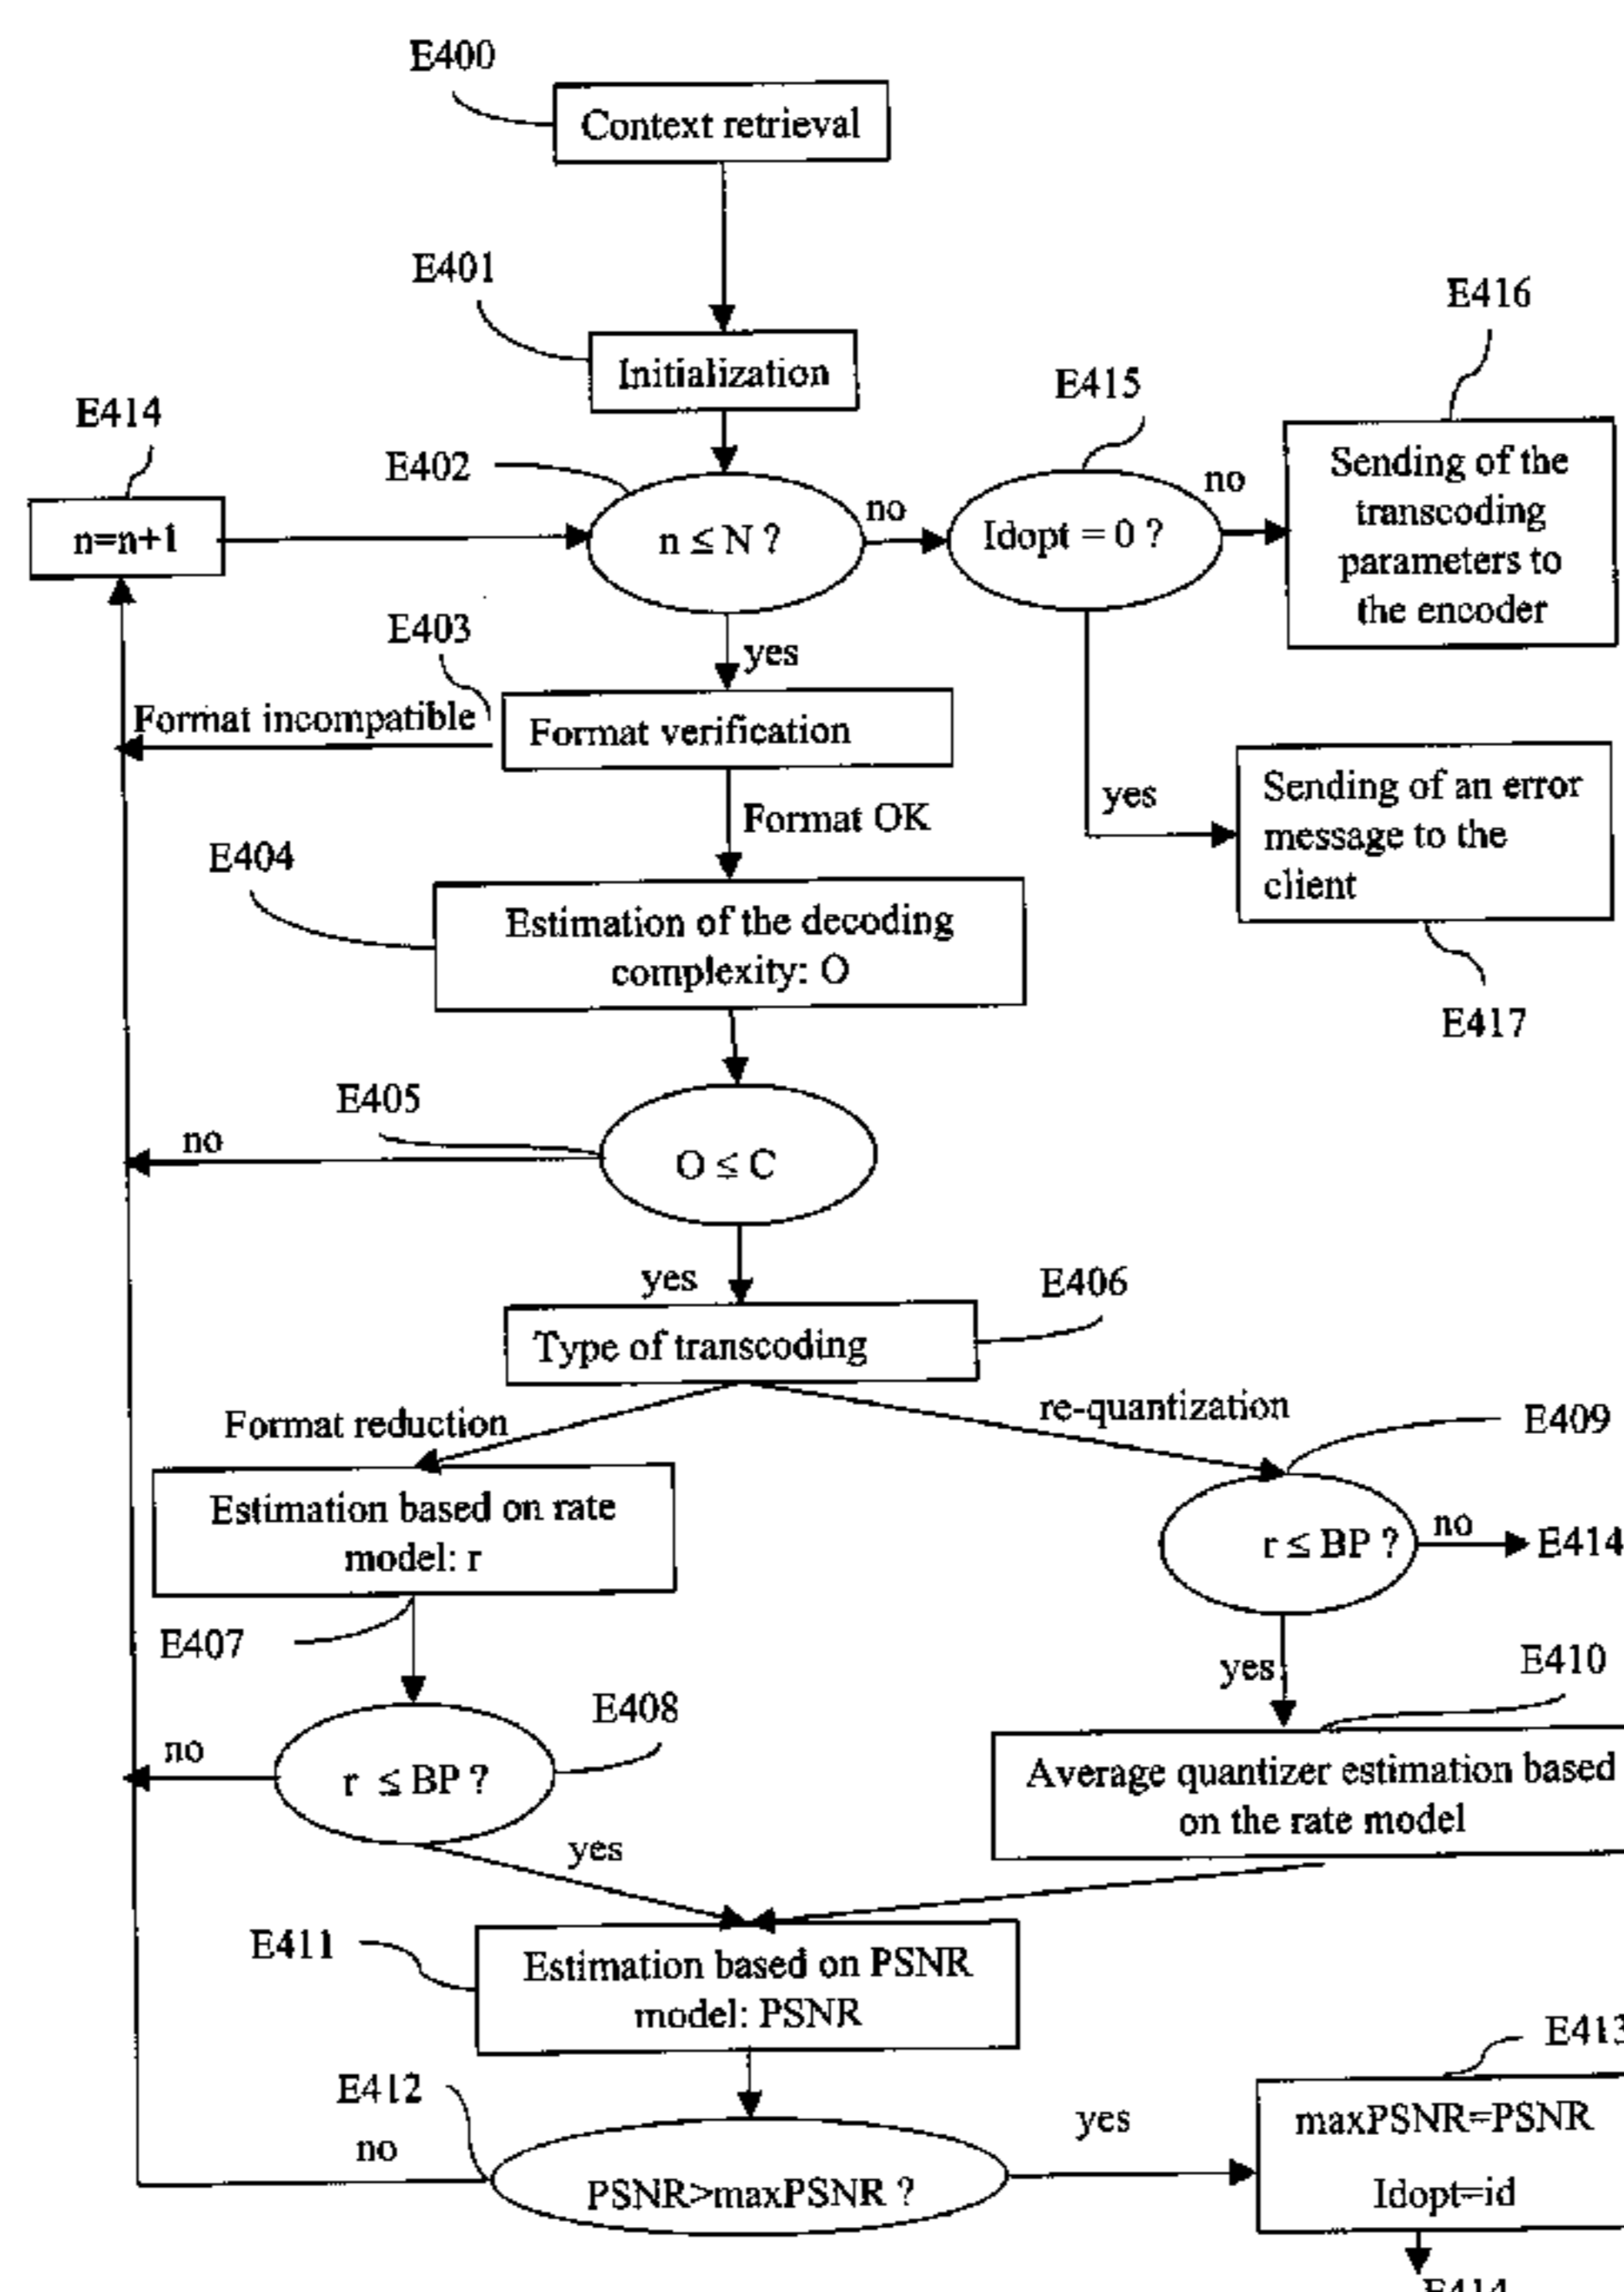 E400
Context retrieval
E401
Initialization
E416
E415
E414
E402
n=n+1
n ≤ N ?
no
Idopt = 0 ?
no
Sending of the
transcoding
parameters to
the encoder
E403
yes
Format incompatible
Format verification
yes
Sending of an error
message to the
client
Format OK
E404
Estimation of the decoding
complexity: O
E417
E405
no
O ≤ C
yes
E406
Type of transcoding
Format reduction
re-quantization
E409
Estimation based on rate
model: r
r ≤ BP ?
no
E414
E407
yes
E410
E408
no
r ≤ BP ?
Average quantizer estimation based
on the rate model
yes
E411
Estimation based on PSNR
model: PSNR
E413
E412
no
PSNR>maxPSNR ?
yes
maxPSNR=PSNR
Idopt=id
E414